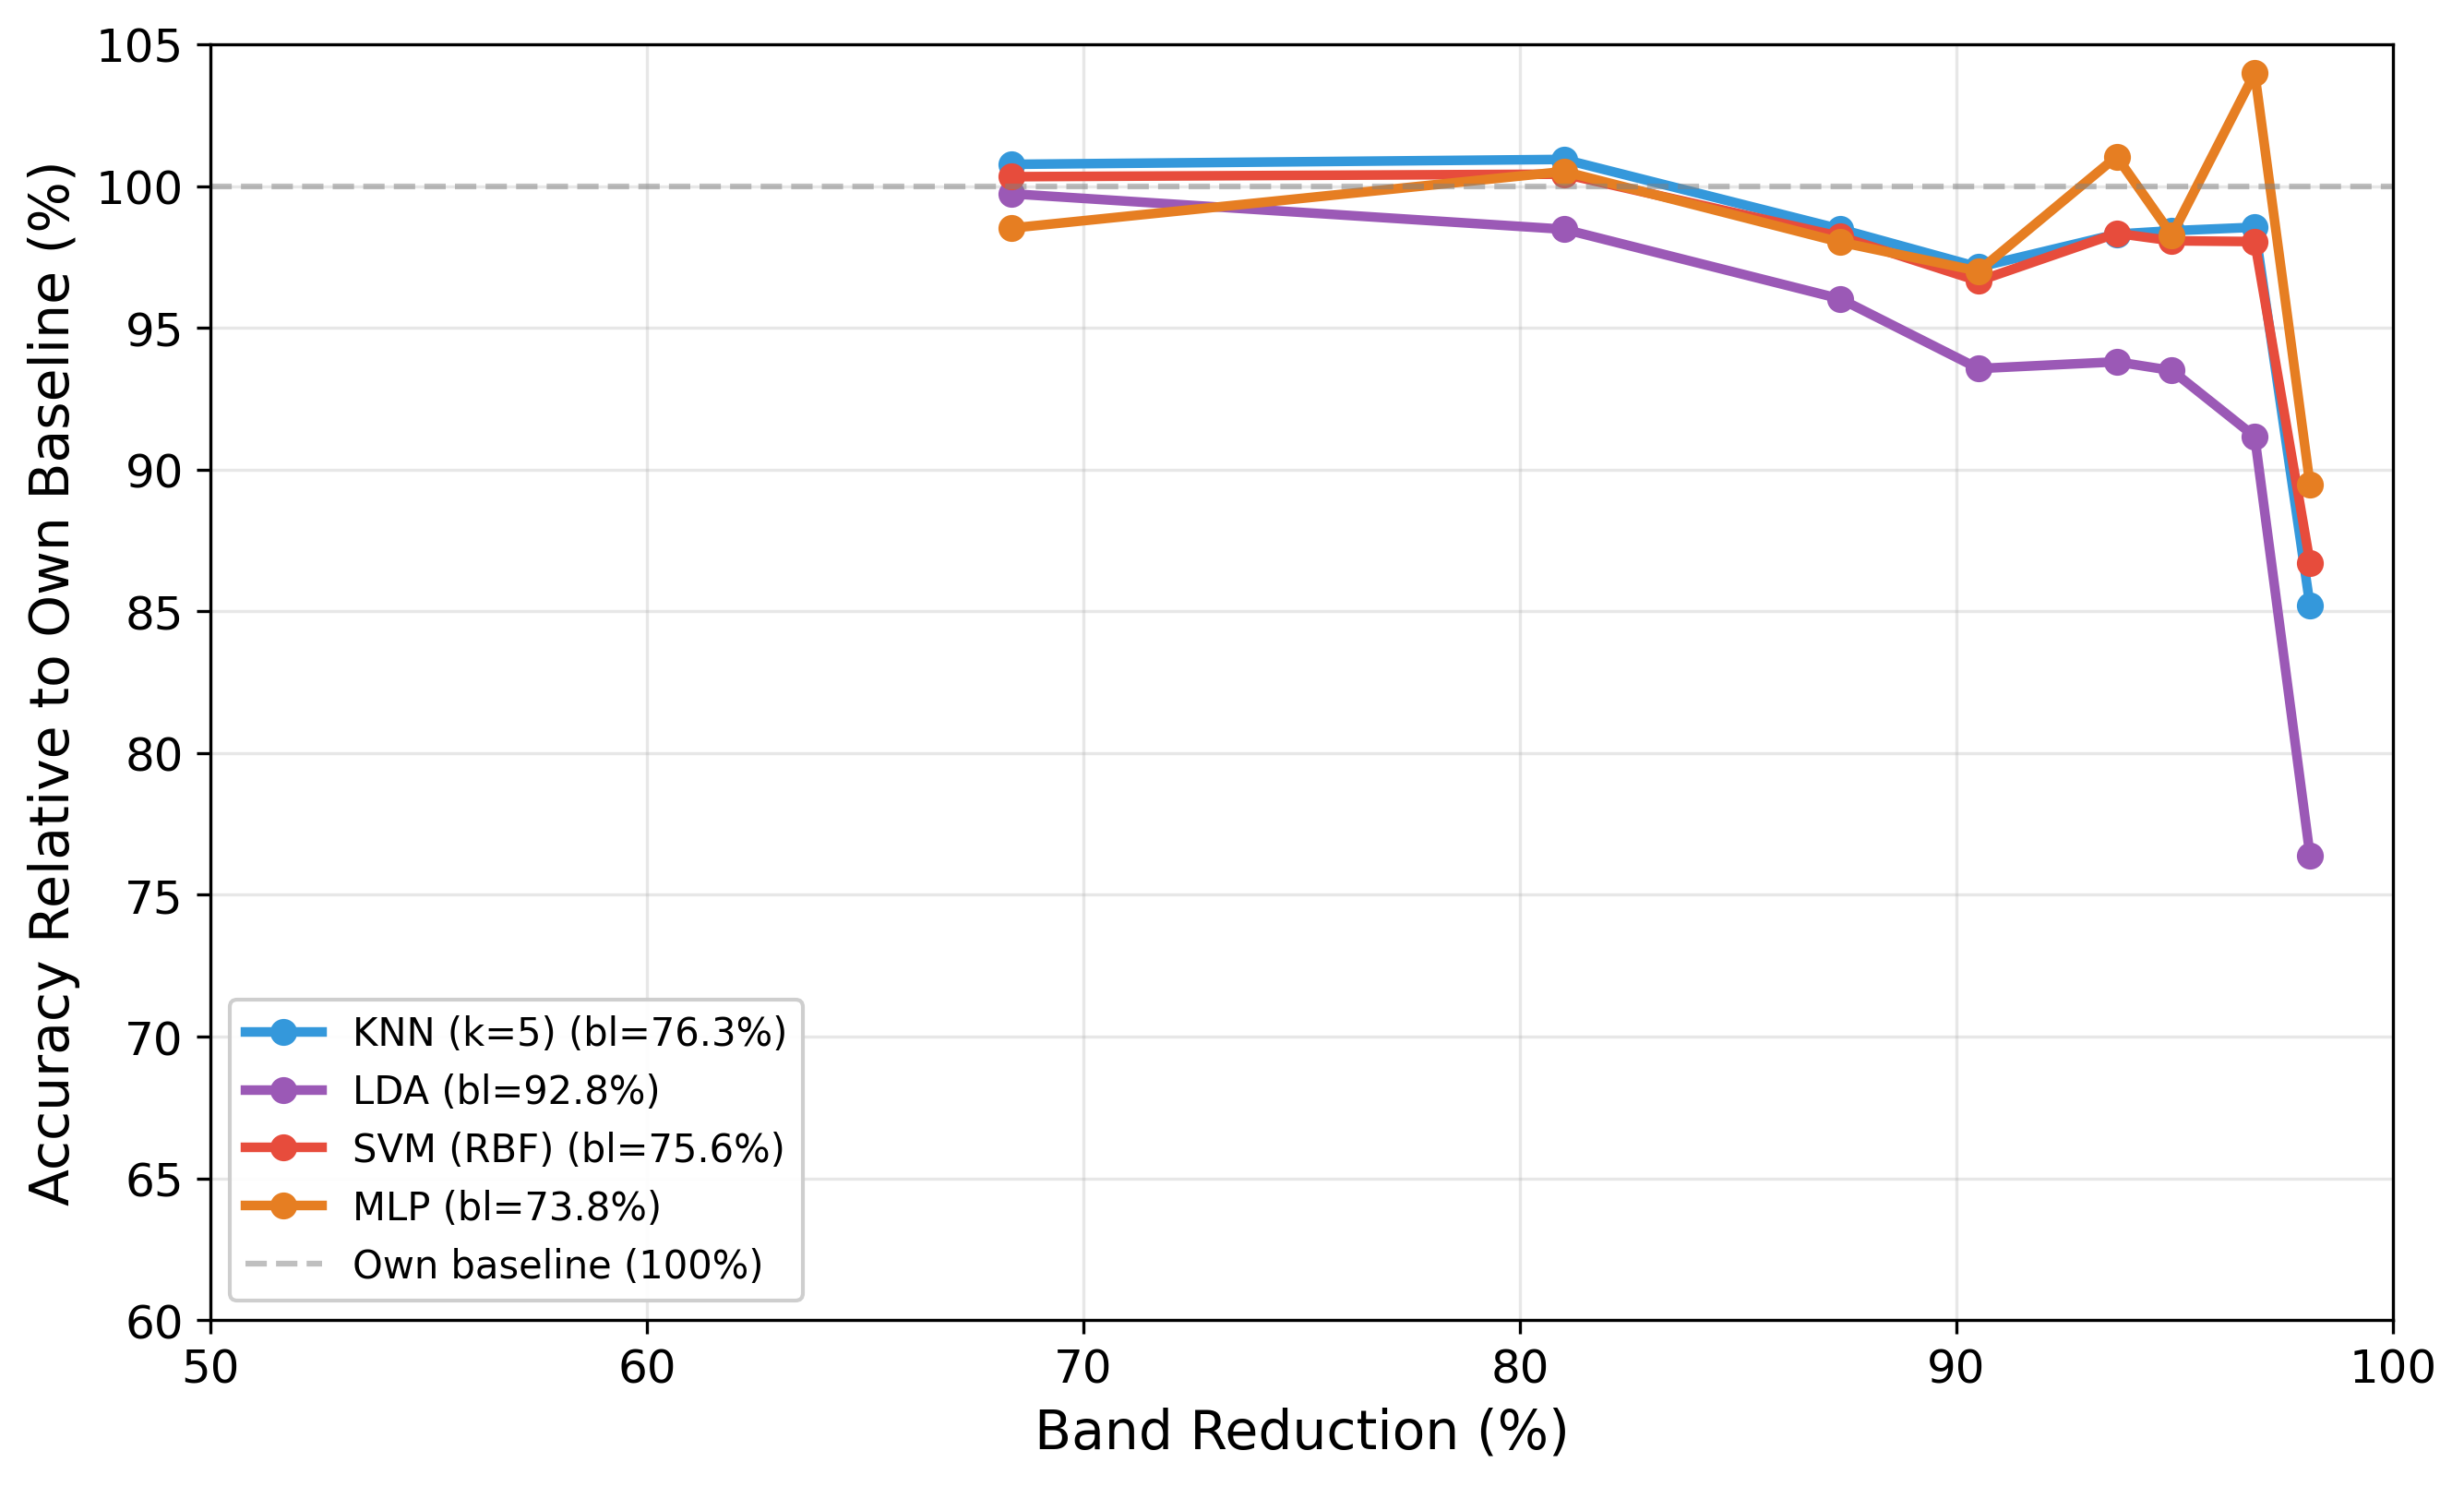 105
100
95
90
85
80
75
70
65
60
Accuracy Relative to Own Baseline (%)
KNN (k=5) (bl=76.3%)
LDA (bl=92.8%)
SVM (RBF) (bl=75.6%)
MLP (bl=73.8%)
Own baseline (100%)
50 60 70 80 90 100
Band Reduction (%)